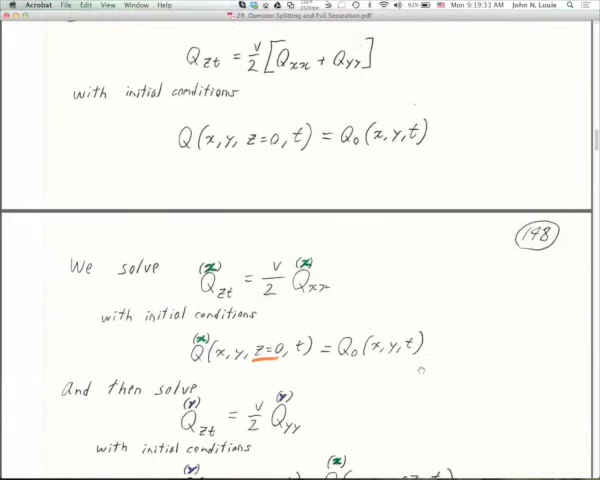 Acrobat File Edit View Window Help 92% Mon 9:19:33 AM John N. Louie
29. Operator Splitting and Full Separation.pdf
Q_zt = v/2 [Q_xx + Q_yy]
with initial conditions
Q(x, y, z=0, t) = Q_0(x, y, t)
148
We solve Q^(x)_zt = v/2 Q^(x)_xx
with initial conditions
Q^(x)(x, y, z=0, t) = Q_0(x, y, t)
And then solve
Q^(y)_zt = v/2 Q^(y)_yy
with initial conditions
(y) (x)